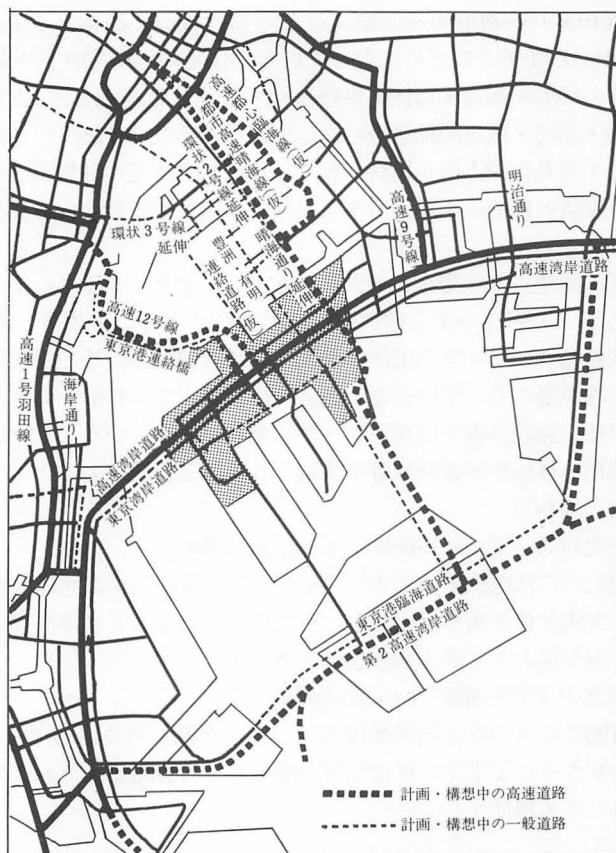 高速都心・臨海線(仮
都市高速晴海線(仮)
環状2号線延伸
晴海通り延伸
豊洲・有明
連絡道路(仮
環状3号線
延伸
高速9号線
明治通り
高速湾岸道路
高速12号線
東京港連絡橋
高速1号羽田線
海岸通り
高速湾岸道路
東京湾岸道路
東京港臨海道路
第2高速湾岸道路
計画・構想中の高速道路
計画・構想中の一般道路